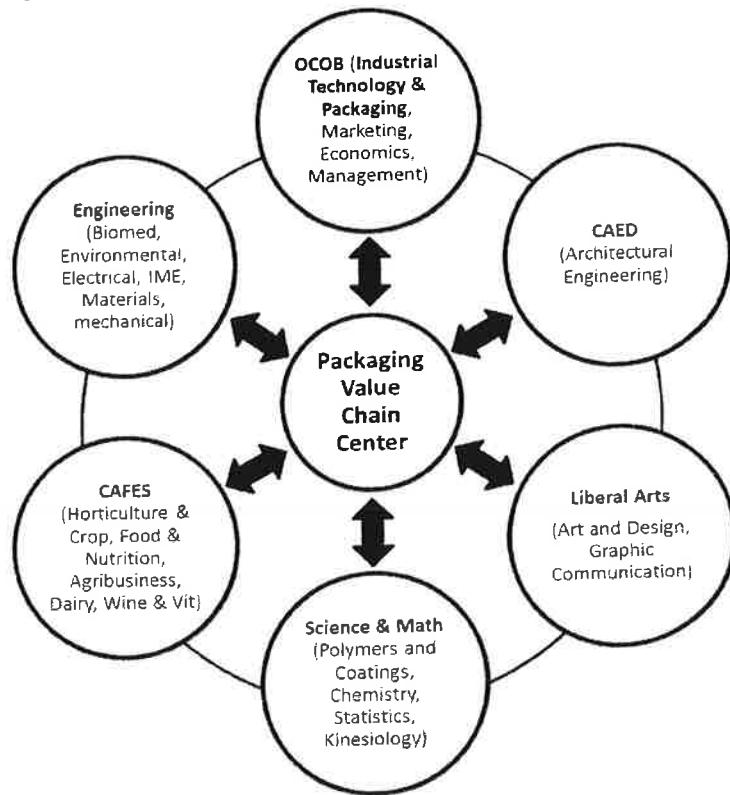 OCOB (Industrial
Technology &
Packaging,
Marketing,
Economics,
Management)
Engineering
(Biomed,
Environmental,
Electrical, IME,
Materials,
mechanical)
CAED
(Architectural
Engineering)
Packaging
Value
Chain
Center
CAFES
(Horticulture &
Crop, Food &
Nutrition,
Agribusiness,
Dairy, Wine & Vit)
Liberal Arts
(Art and Design,
Graphic
Communication)
Science & Math
(Polymers and
Coatings,
Chemistry,
Statistics,
Kinesiology)